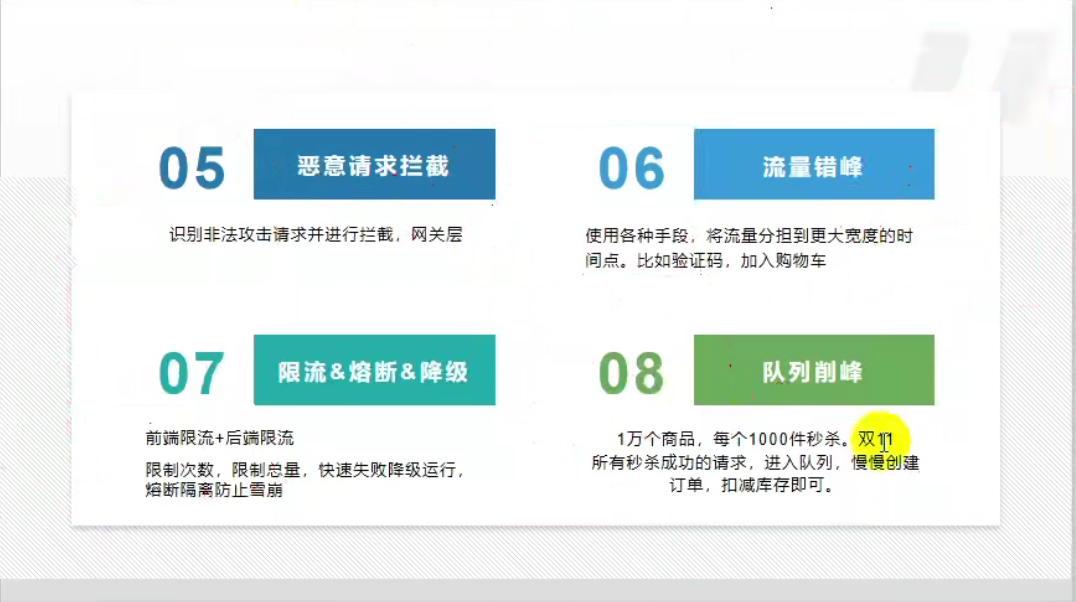 05 恶意请求拦截
识别非法攻击请求并进行拦截，网关层
06 流量错峰
使用各种手段，将流量分担到更大宽度的时
间点。比如验证码，加入购物车
07 限流&熔断&降级
前端限流+后端限流
限制次数，限制总量，快速失败降级运行，
熔断隔离防止雪崩
08 队列削峰
1万个商品，每个1000件秒杀。双11
所有秒杀成功的请求，进入队列，慢慢创建
订单，扣减库存即可。